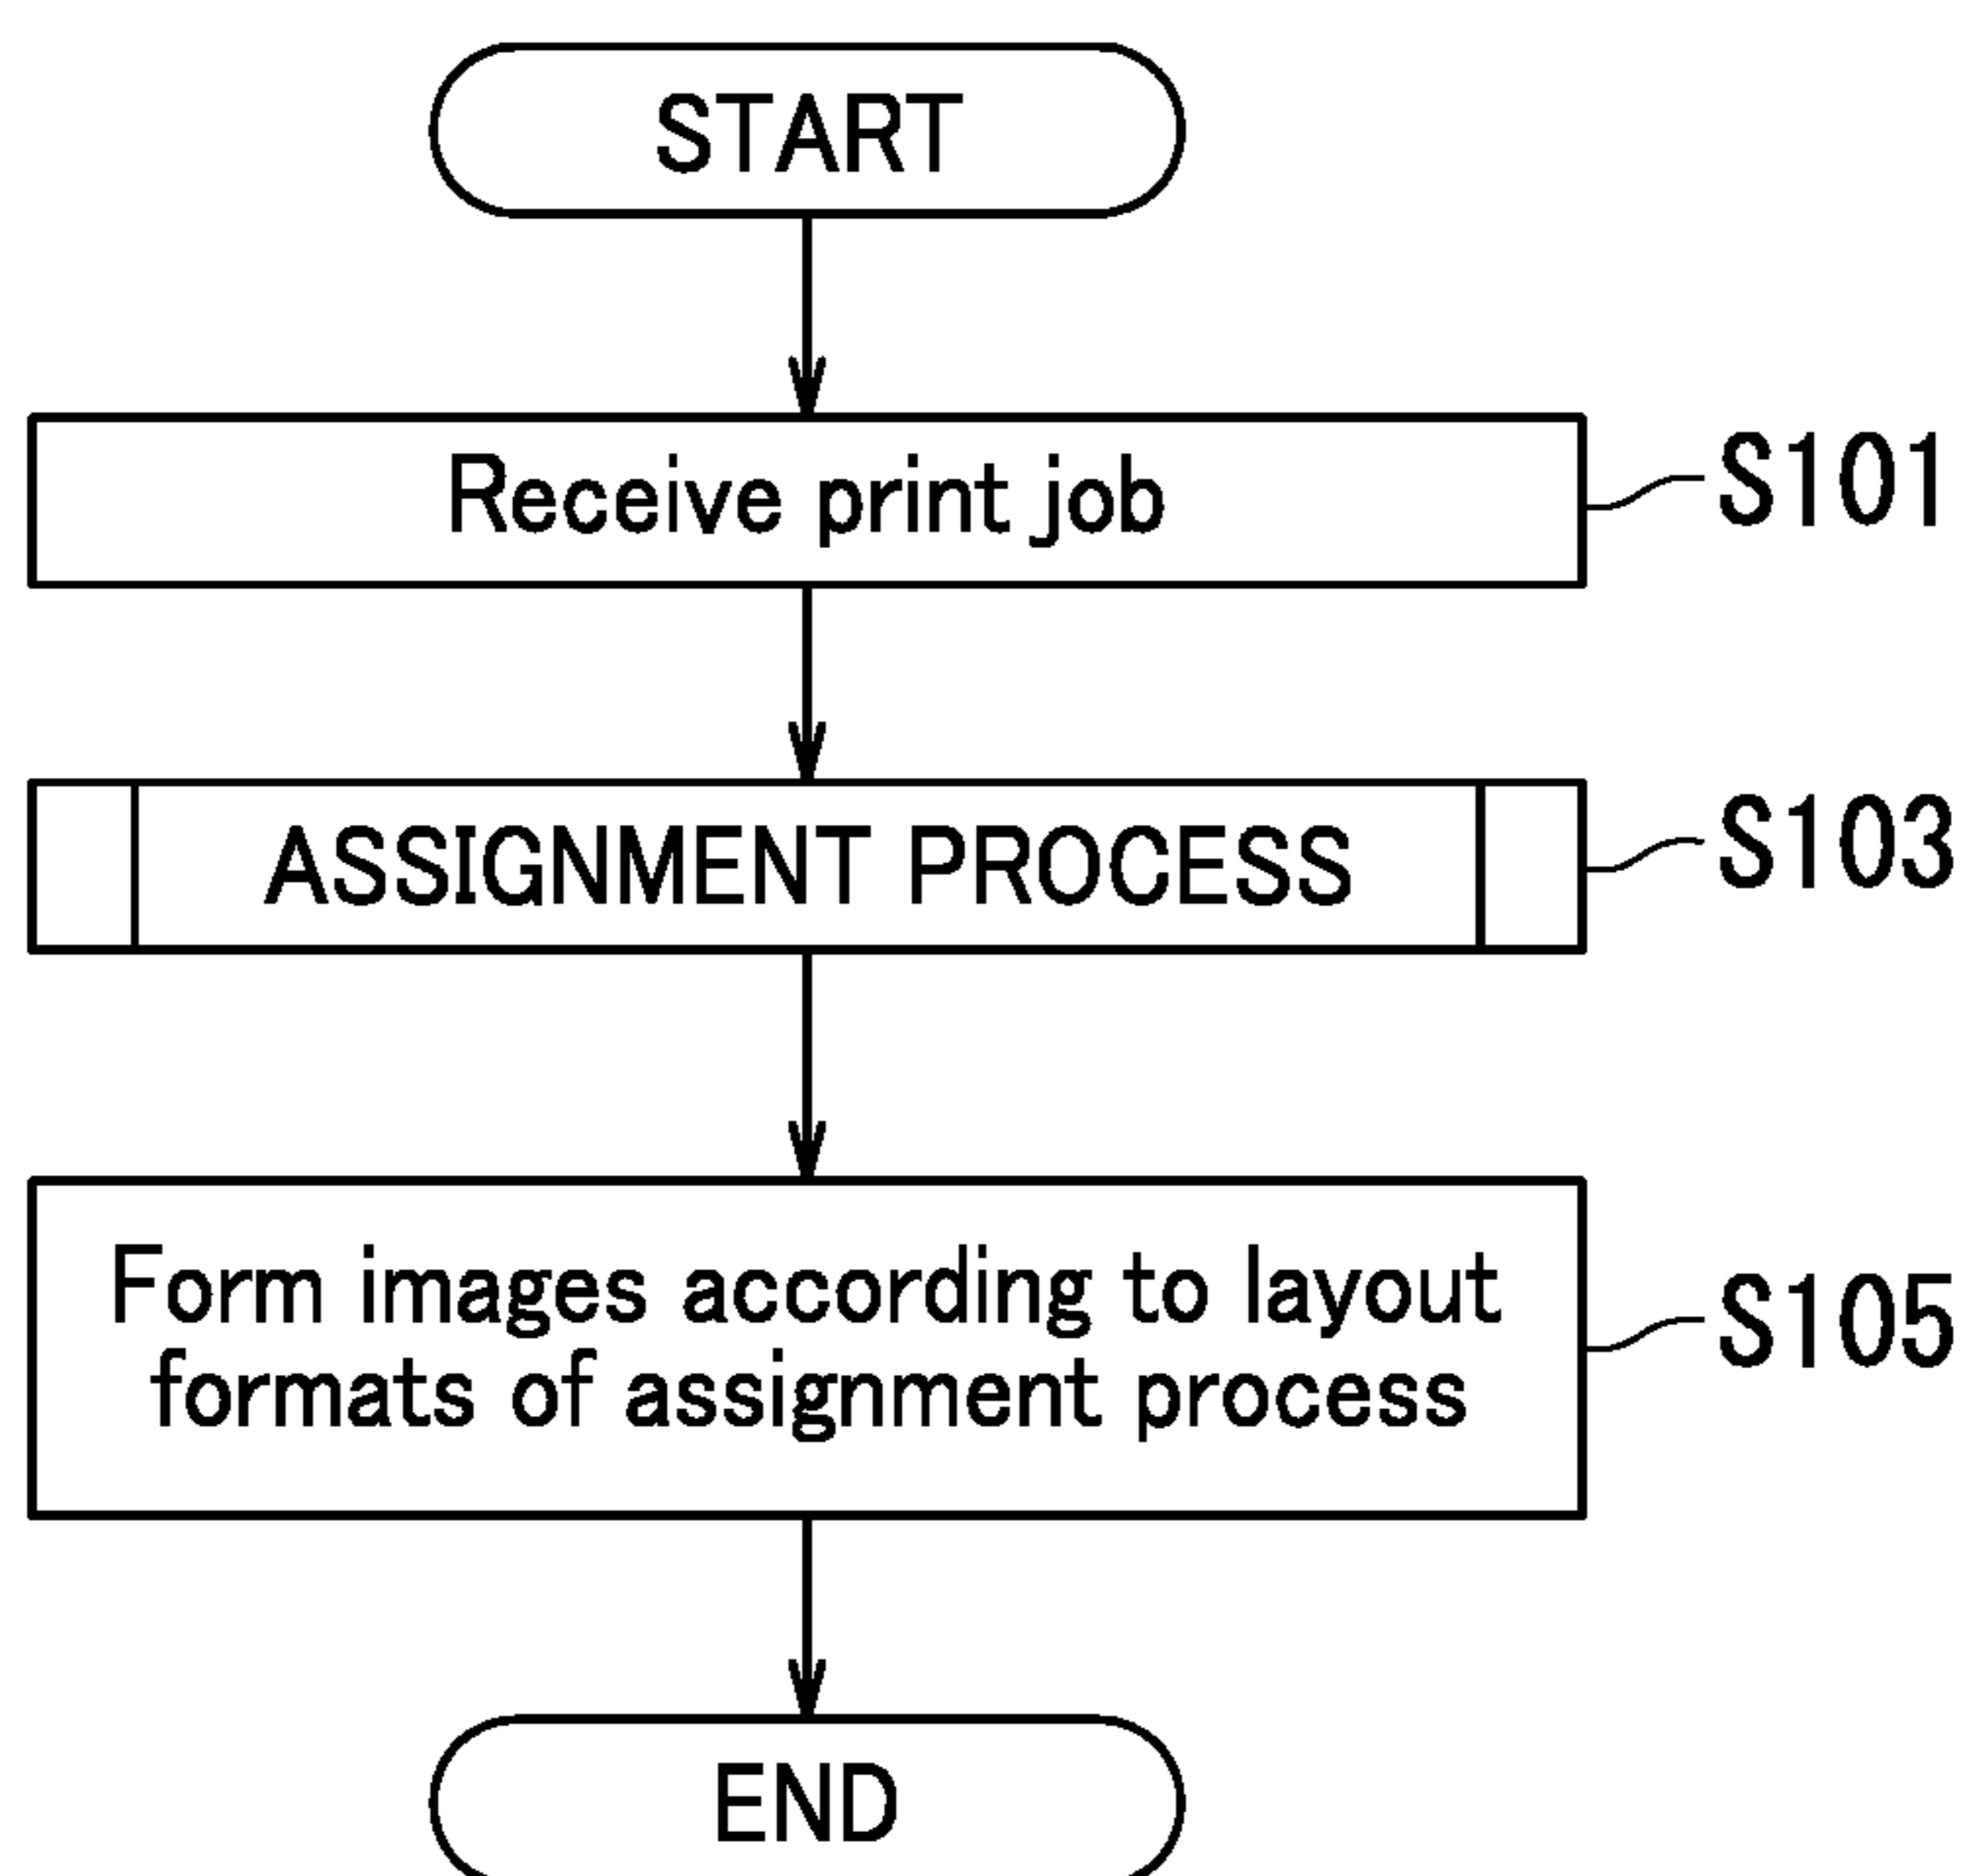 START
Receive print job
S101
ASSIGNMENT PROCESS
S103
Form images according to layout
formats of assignment process
S105
END